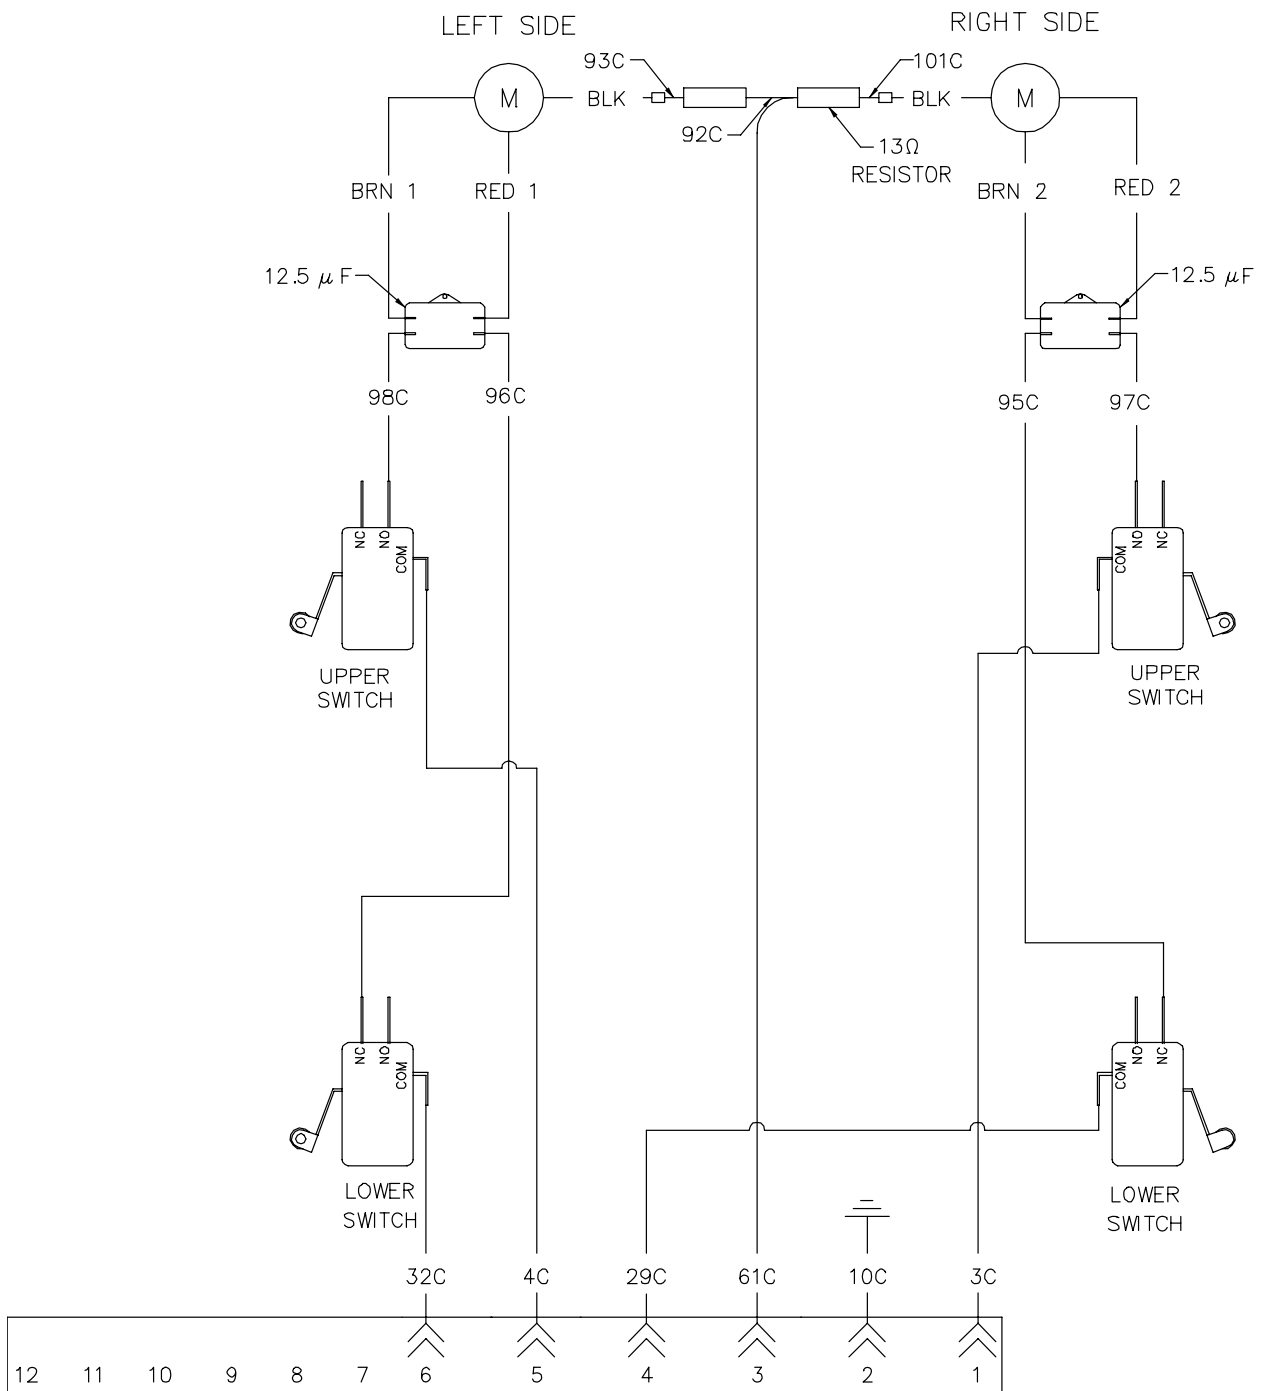 LEFT SIDE
RIGHT SIDE
93C
101C
M
BLK
BLK
M
92C
13Ω
RESISTOR
BRN 1
RED 1
BRN 2
RED 2
12.5 µF
12.5 µF
98C
96C
95C
97C
NC
NO
COM
COM
NO
NC
UPPER
SWITCH
UPPER
SWITCH
NC
NO
COM
COM
NO
NC
LOWER
SWITCH
LOWER
SWITCH
32C
4C
29C
61C
10C
3C
12 11 10 9 8 7 6 5 4 3 2 1